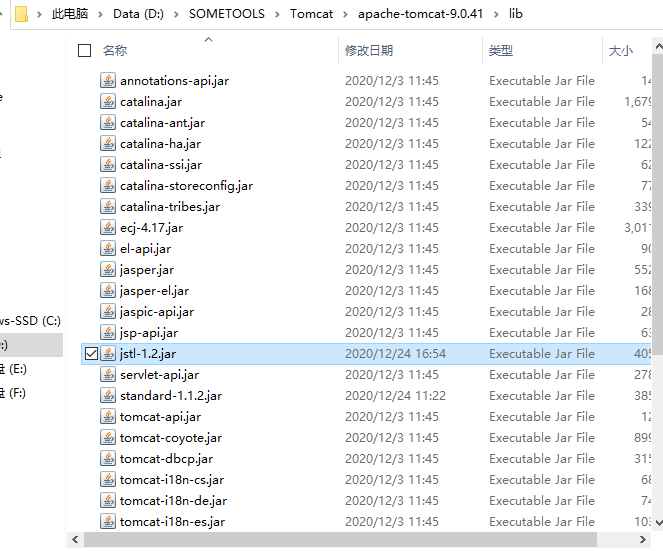 此电脑 > Data (D:) > SOMETOOLS > Tomcat > apache-tomcat-9.0.41 > lib
名称 修改日期 类型 大小
annotations-api.jar 2020/12/3 11:45 Executable Jar File 14
catalina.jar 2020/12/3 11:45 Executable Jar File 1,679
catalina-ant.jar 2020/12/3 11:45 Executable Jar File 54
catalina-ha.jar 2020/12/3 11:45 Executable Jar File 122
catalina-ssi.jar 2020/12/3 11:45 Executable Jar File 62
catalina-storeconfig.jar 2020/12/3 11:45 Executable Jar File 77
catalina-tribes.jar 2020/12/3 11:45 Executable Jar File 339
ecj-4.17.jar 2020/12/3 11:45 Executable Jar File 3,011
el-api.jar 2020/12/3 11:45 Executable Jar File 90
jasper.jar 2020/12/3 11:45 Executable Jar File 552
jasper-el.jar 2020/12/3 11:45 Executable Jar File 168
jaspic-api.jar 2020/12/3 11:45 Executable Jar File 28
ws-SSD (C:)
jsp-api.jar 2020/12/3 11:45 Executable Jar File 63
:)
jstl-1.2.jar 2020/12/24 16:54 Executable Jar File 405
盘 (E:)
servlet-api.jar 2020/12/3 11:45 Executable Jar File 278
盘 (F:)
standard-1.1.2.jar 2020/12/24 11:22 Executable Jar File 385
tomcat-api.jar 2020/12/3 11:45 Executable Jar File 12
tomcat-coyote.jar 2020/12/3 11:45 Executable Jar File 899
tomcat-dbcp.jar 2020/12/3 11:45 Executable Jar File 315
tomcat-i18n-cs.jar 2020/12/3 11:45 Executable Jar File 68
tomcat-i18n-de.jar 2020/12/3 11:45 Executable Jar File 74
tomcat-i18n-es.jar 2020/12/3 11:45 Executable Jar File 103